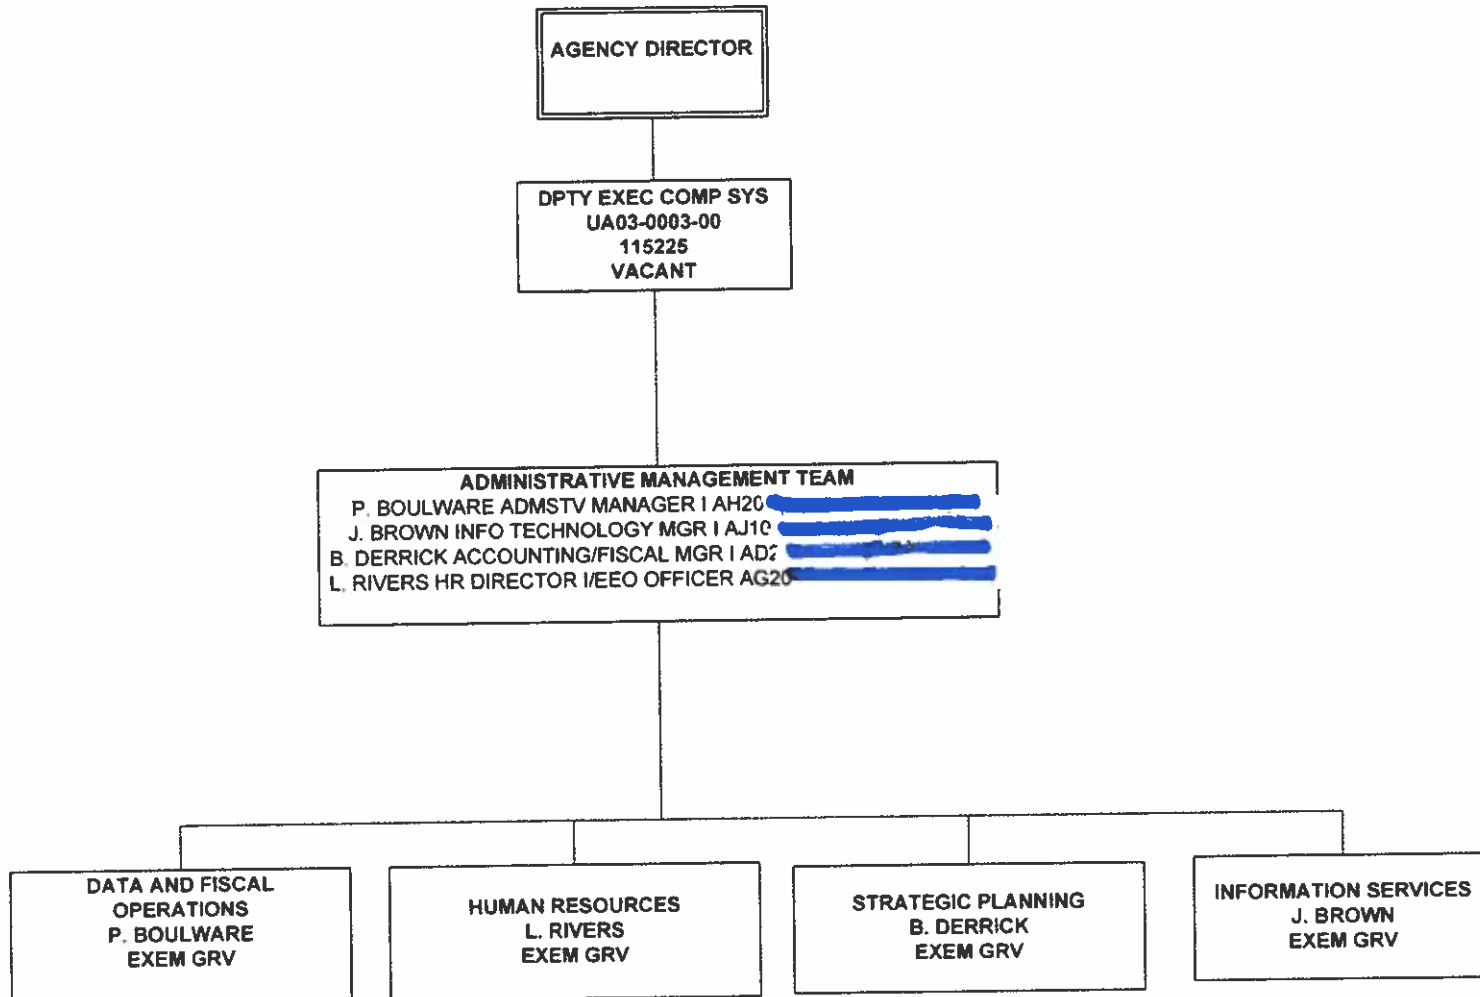 AGENCY DIRECTOR
DPTY EXEC COMP SYS
UA03-0003-00
115225
VACANT
ADMINISTRATIVE MANAGEMENT TEAM
P. BOULWARE ADMSTV MANAGER I AH20
J. BROWN INFO TECHNOLOGY MGR I AJ10
B. DERRICK ACCOUNTING/FISCAL MGR I
L. RIVERS HR DIRECTOR I/EEO OFFICER AG20
DATA AND FISCAL
OPERATIONS
P. BOULWARE
EXEM GRV
HUMAN RESOURCES
L. RIVERS
EXEM GRV
STRATEGIC PLANNING
B. DERRICK
EXEM GRV
INFORMATION SERVICES
J. BROWN
EXEM GRV